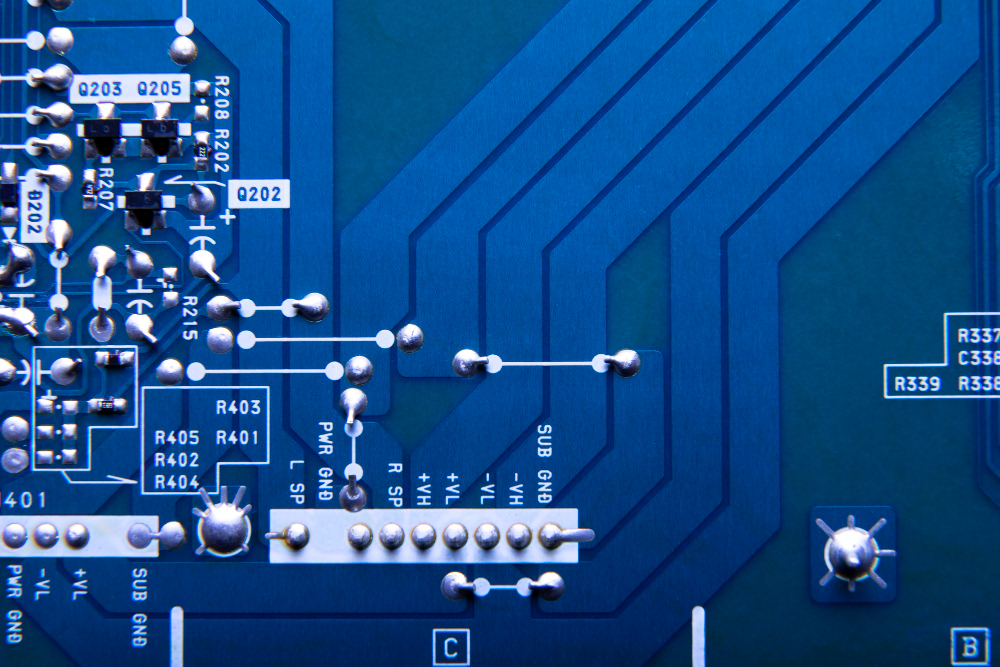 Q203 Q205
R208 R202
R207
Q202
+
R215
R337
C338
R339 R338
R403
R405 R401
R402
R404
L SP
PWR GND
R SP
+VH
+VL
-VL
-VH
SUB GND
401
PWR GND
-VL
+VL
SUB GND
C
B